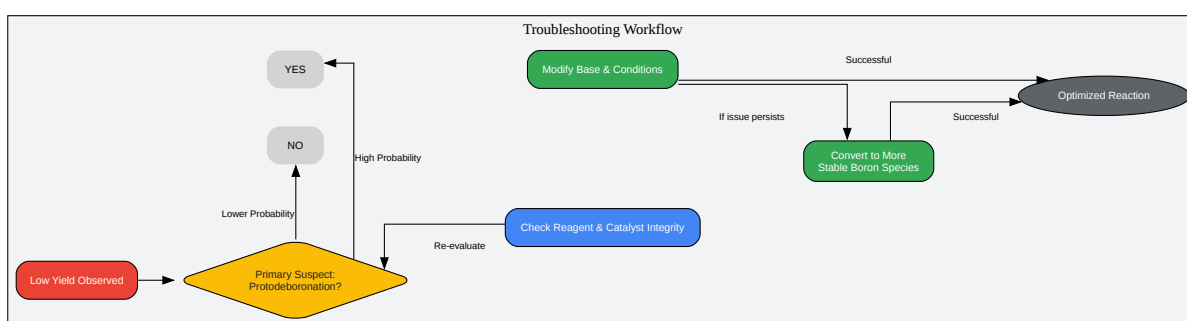 Troubleshooting Workflow
YES
Modify Base & Conditions
Successful
Optimized Reaction
If issue persists
Successful
NO
High Probability
Convert to More
Stable Boron Species
Lower Probability
Check Reagent & Catalyst Integrity
Re-evaluate
Low Yield Observed
Primary Suspect:
Protodeboronation?